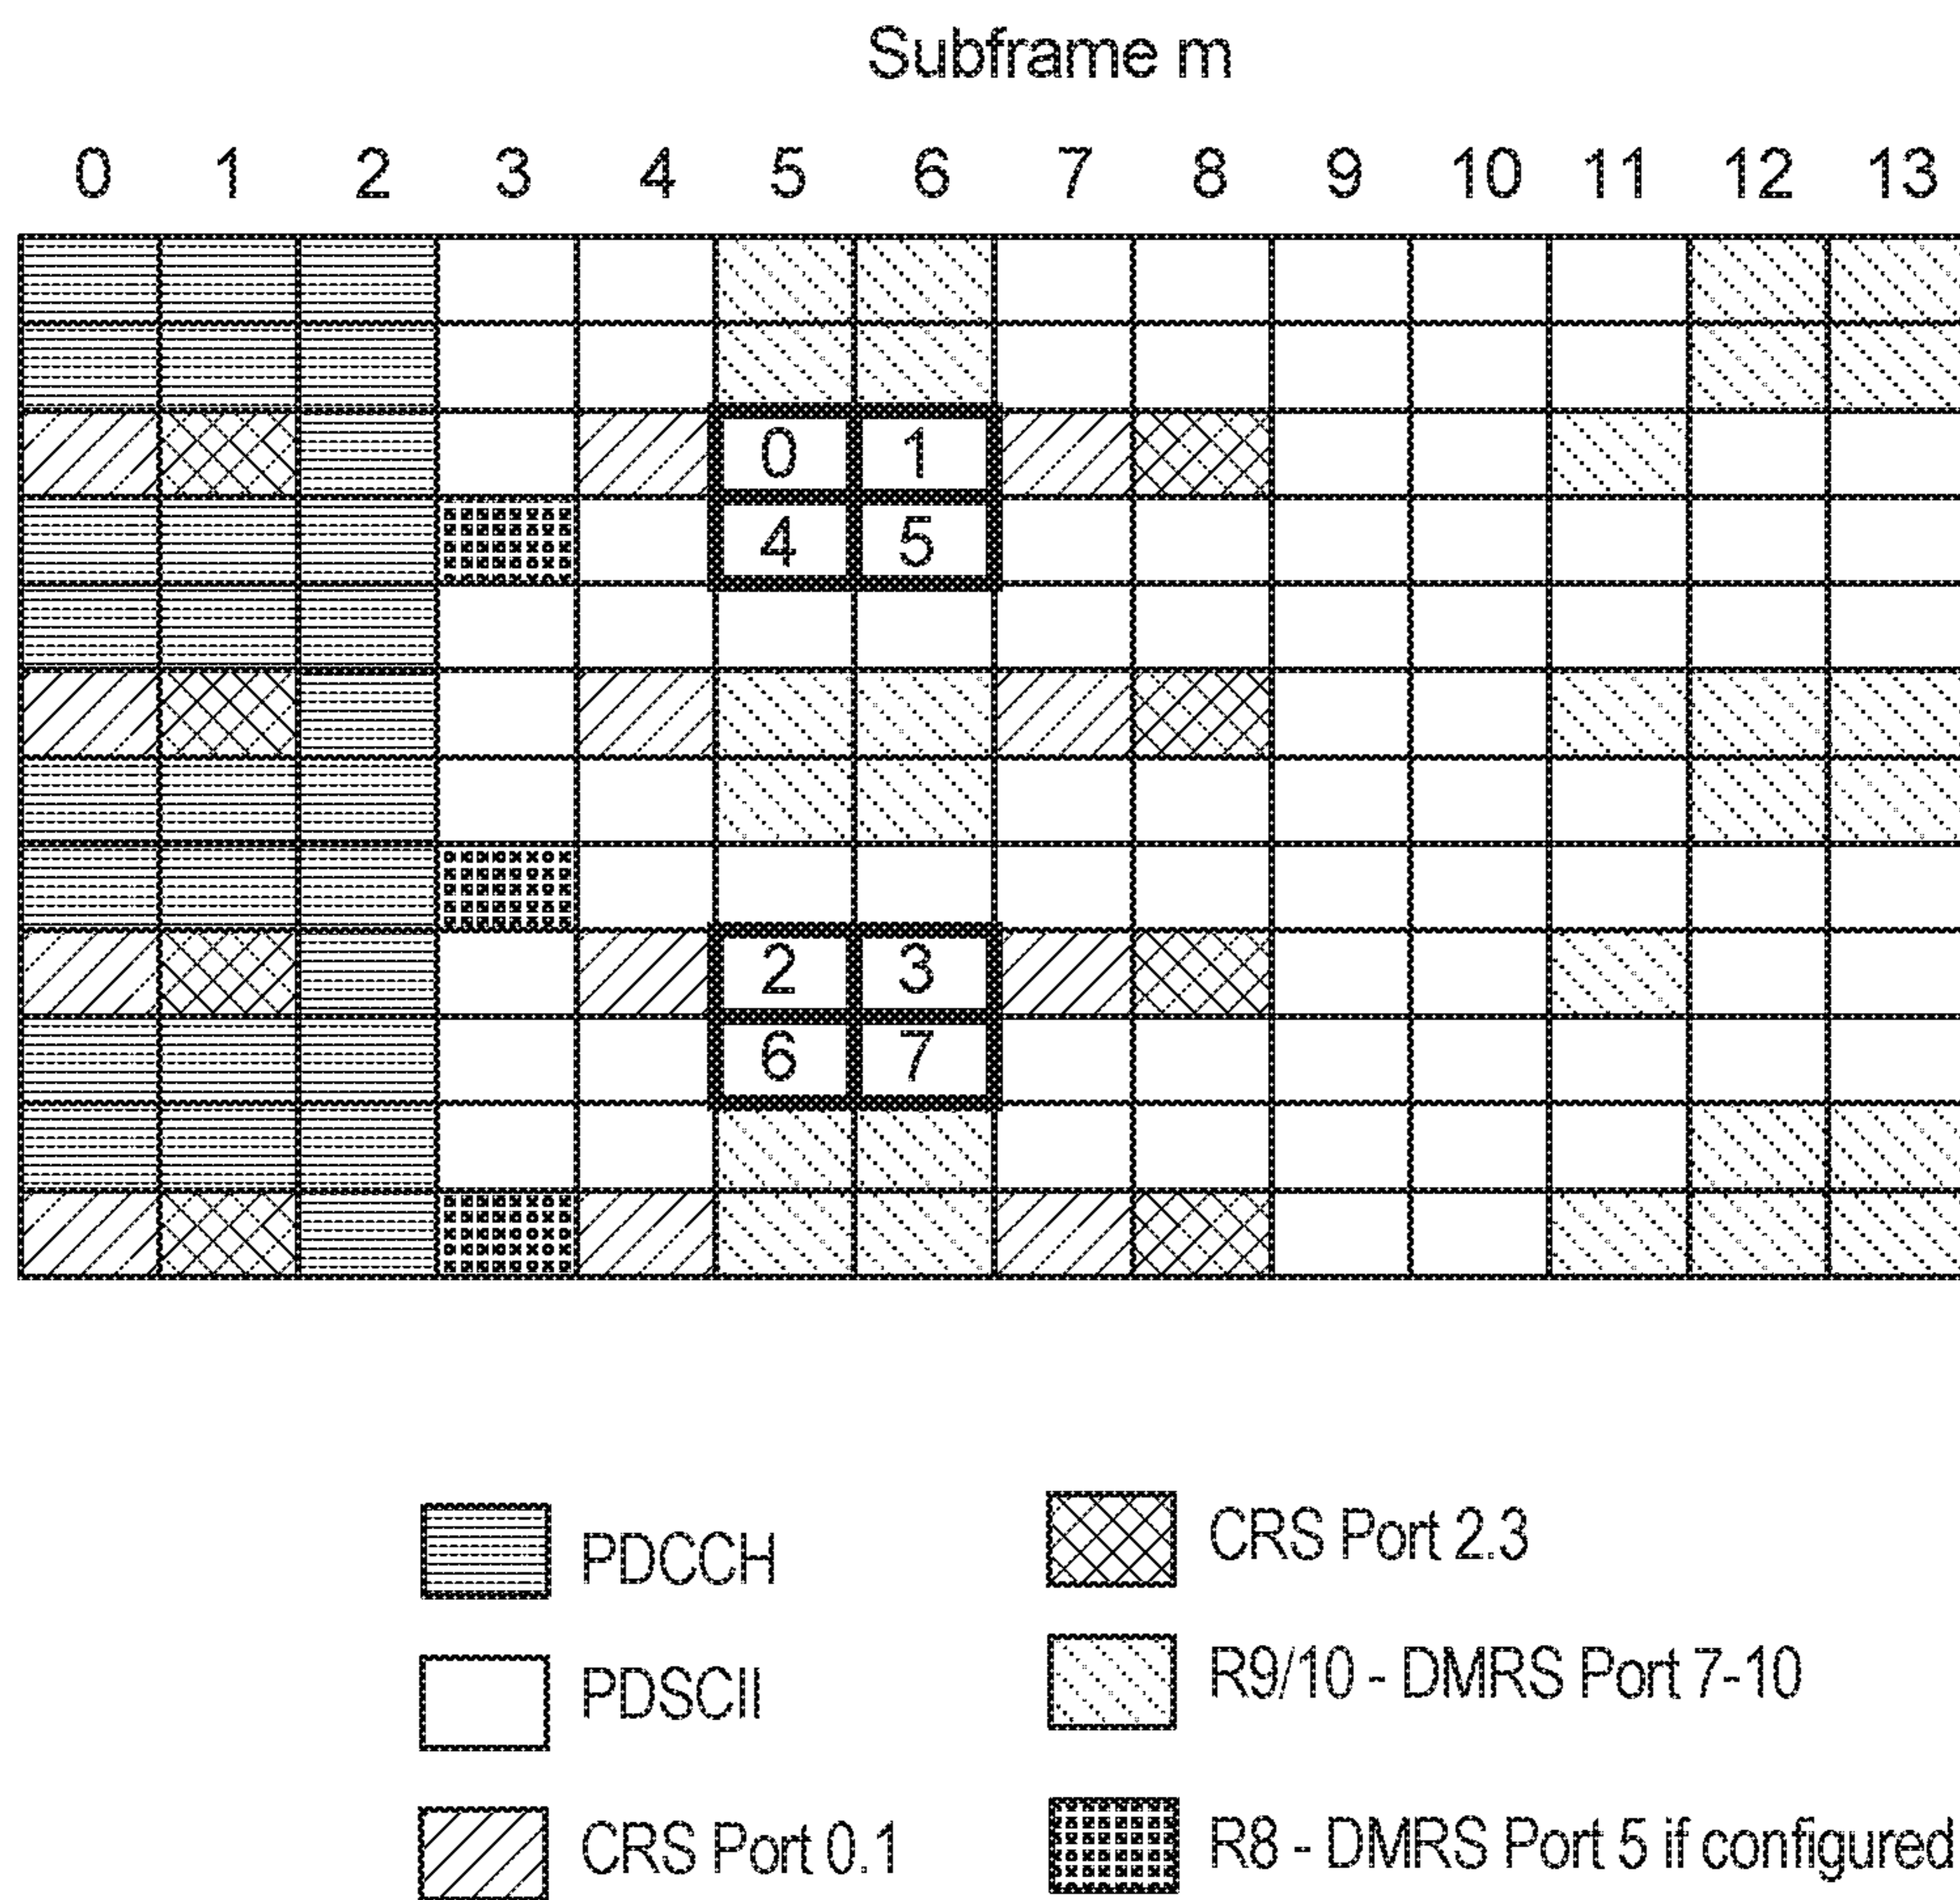 Subframe m
0 1 2 3 4 5 6 7 8 9 10 11 12 13
0 1
4 5
2 3
6 7
PDCCH
PDSCII
CRS Port 0.1
CRS Port 2.3
R9/10 - DMRS Port 7-10
R8 - DMRS Port 5 if configured